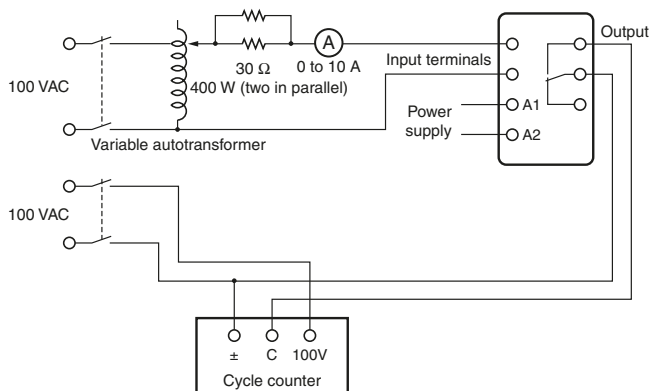 Output
A
Input terminals
30 Ω
0 to 10 A
100 VAC
400 W (two in parallel)
Power
supply
A1
A2
Variable autotransformer
100 VAC
± C 100V
Cycle counter